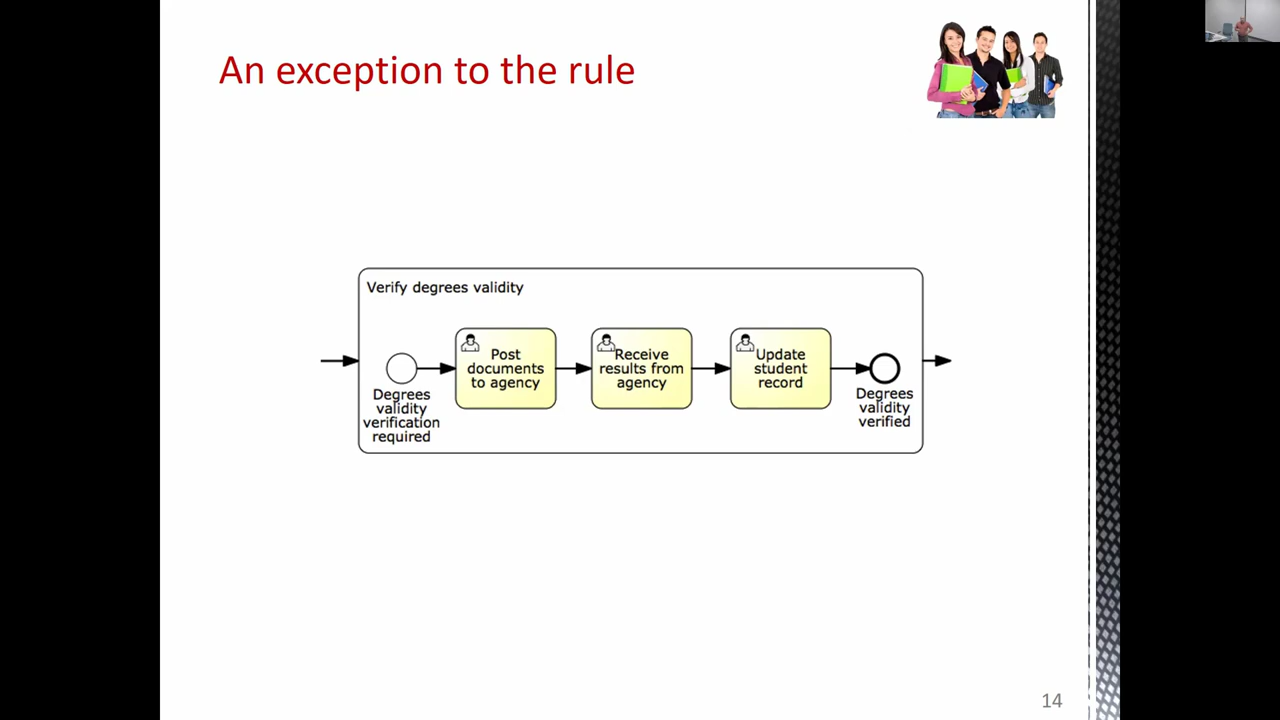 An exception to the rule
Verify degrees validity
Degrees
validity
verification
required
Post
documents
to agency
Receive
results from
agency
Update
student
record
Degrees
validity
verified
14